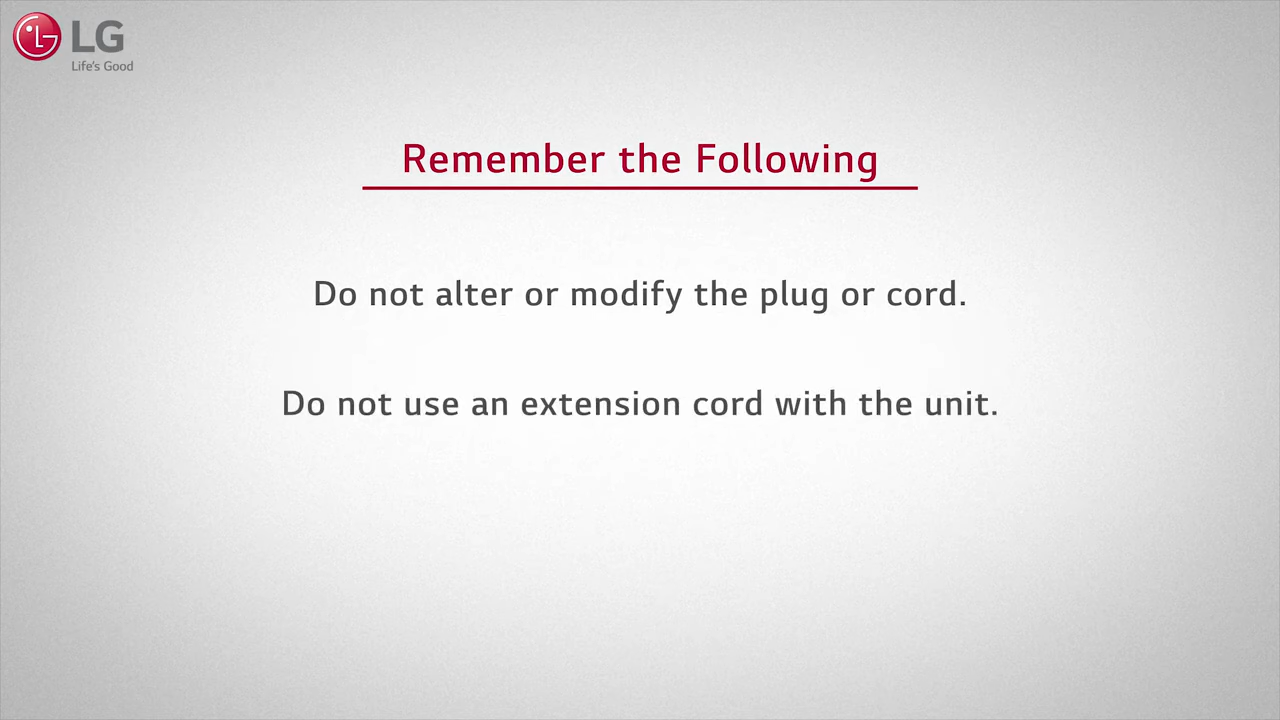 LG
Life's Good
Remember the Following
Do not alter or modify the plug or cord.
Do not use an extension cord with the unit.